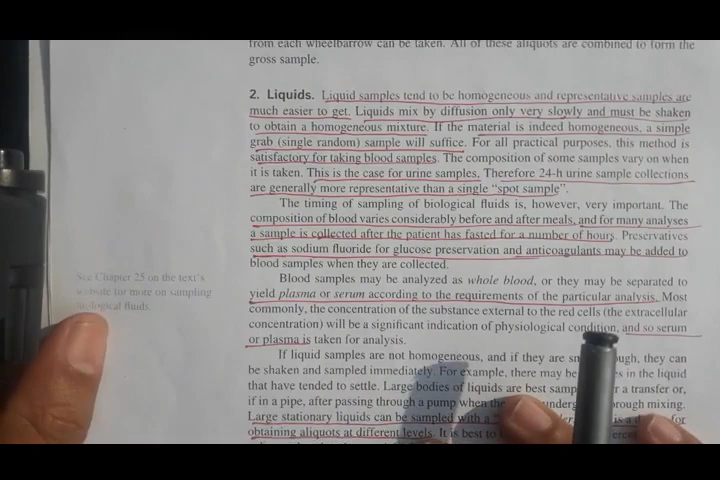 from each wheelbarrow can be taken. All of these aliquots are combined to form the
gross sample.
2. Liquids. Liquid samples tend to be homogeneous and representative samples are
much easier to get. Liquids mix by diffusion only very slowly and must be shaken
to obtain a homogeneous mixture. If the material is indeed homogeneous, a simple
grab (single random) sample will suffice. For all practical purposes, this method is
satisfactory for taking blood samples. The composition of some samples vary on when
it is taken. This is the case for urine samples. Therefore 24-h urine sample collections
are generally more representative than a single “spot sample”.
The timing of sampling of biological fluids is, however, very important. The
composition of blood varies considerably before and after meals, and for many analyses
a sample is collected after the patient has fasted for a number of hours. Preservatives
such as sodium fluoride for glucose preservation and anticoagulants may be added to
blood samples when they are collected.
Blood samples may be analyzed as whole blood, or they may be separated to
yield plasma or serum according to the requirements of the particular analysis. Most
commonly, the concentration of the substance external to the red cells (the extracellular
concentration) will be a significant indication of physiological condition, and so serum
or plasma is taken for analysis.
If liquid samples are not homogeneous, and if they are they can
be shaken and sampled immediately. For example, there may be in the liquid
that have tended to settle. Large bodies of liquids are best a transfer or,
if in a pipe, after passing through a pump when mixing.
Large stationary liquids can be sampled with a is a for
obtaining aliquots at different levels. It is best to
See Chapter 25 on the text's
website for more on sampling
fluids.